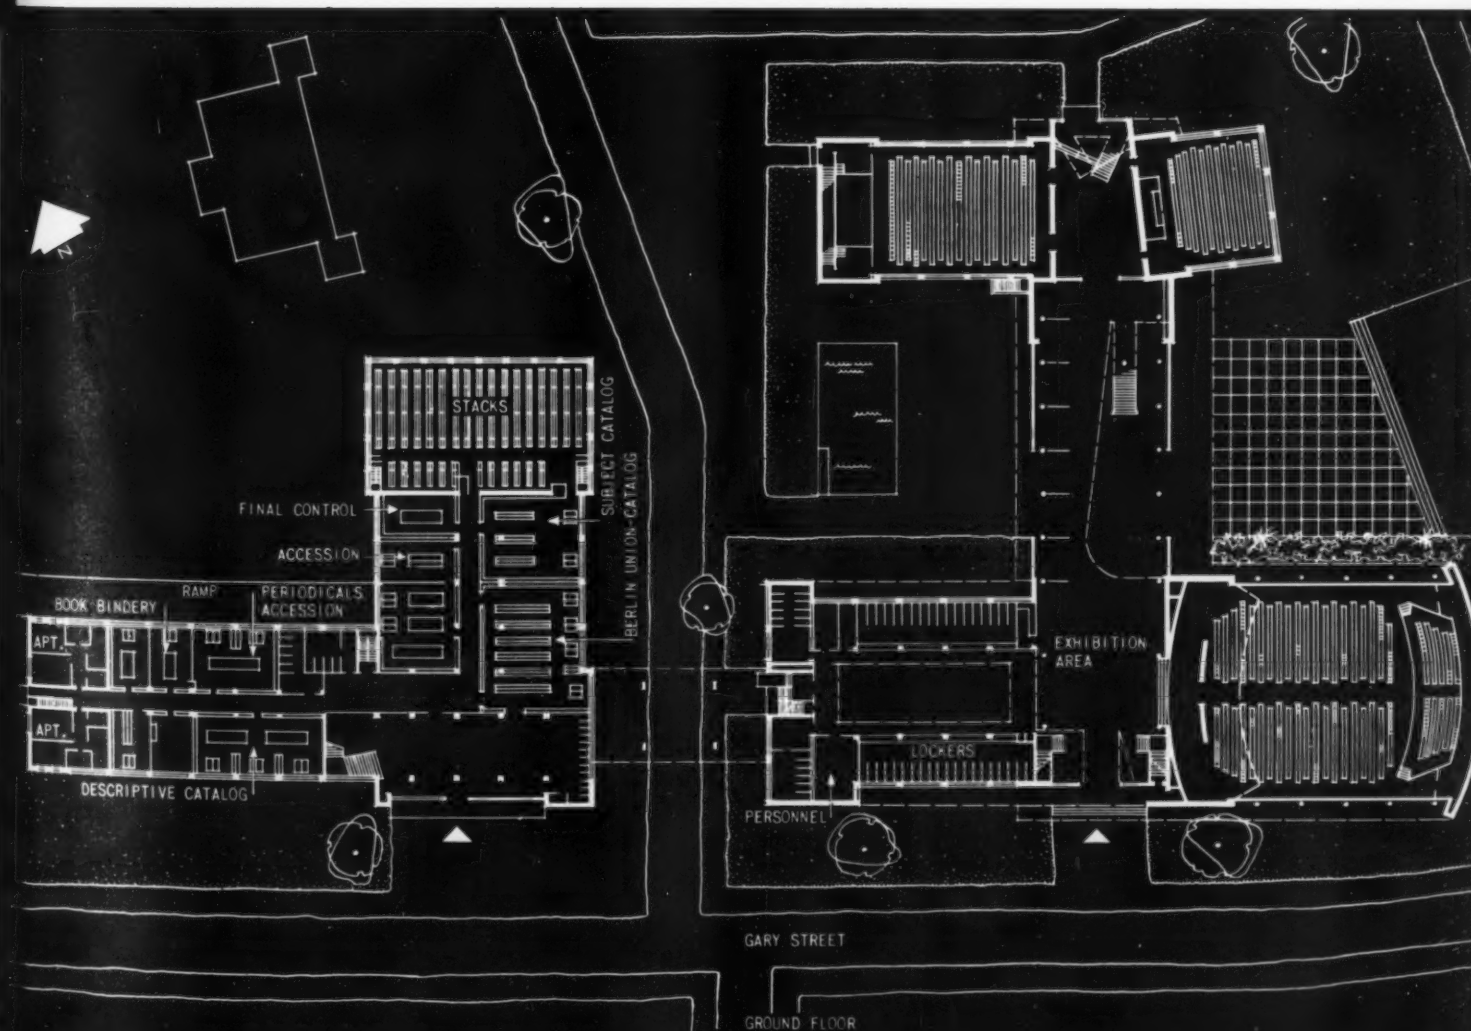 N
STACKS
SUBJECT CATALOG
BERLIN UNION-CATALOG
FINAL CONTROL
ACCESSION
RAMP
PERIODICALS
ACCESSION
BOOK BINDERY
APT.
APT.
DESCRIPTIVE CATALOG
EXHIBITION
AREA
LOCKERS
PERSONNEL
GARY STREET
GROUND FLOOR